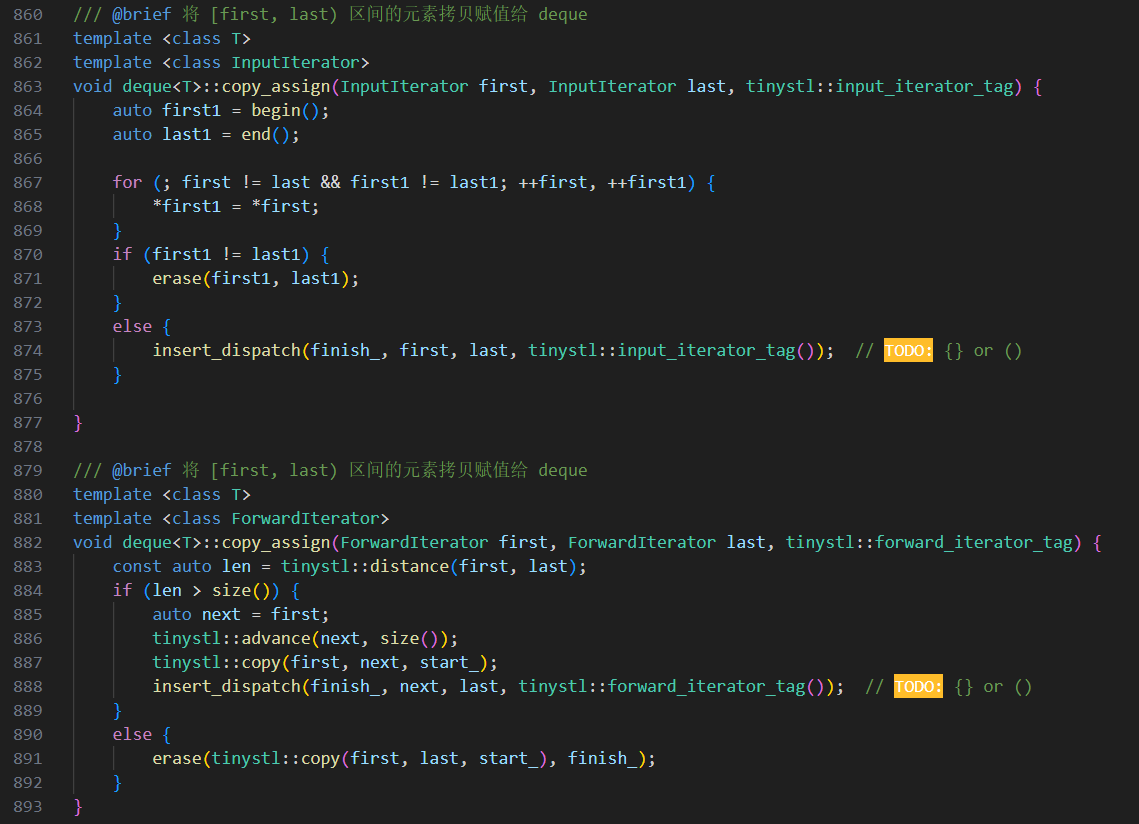 860 /// @brief 将 [first, last) 区间的元素拷贝赋值给 deque
861 template <class T>
862 template <class InputIterator>
863 void deque<T>::copy_assign(InputIterator first, InputIterator last, tinystl::input_iterator_tag) {
864     auto first1 = begin();
865     auto last1 = end();
866
867     for (; first != last && first1 != last1; ++first, ++first1) {
868         *first1 = *first;
869     }
870     if (first1 != last1) {
871         erase(first1, last1);
872     }
873     else {
874         insert_dispatch(finish_, first, last, tinystl::input_iterator_tag());  // TODO: {} or ()
875     }
876
877 }
878
879 /// @brief 将 [first, last) 区间的元素拷贝赋值给 deque
880 template <class T>
881 template <class ForwardIterator>
882 void deque<T>::copy_assign(ForwardIterator first, ForwardIterator last, tinystl::forward_iterator_tag) {
883     const auto len = tinystl::distance(first, last);
884     if (len > size()) {
885         auto next = first;
886         tinystl::advance(next, size());
887         tinystl::copy(first, next, start_);
888         insert_dispatch(finish_, next, last, tinystl::forward_iterator_tag());  // TODO: {} or ()
889     }
890     else {
891         erase(tinystl::copy(first, last, start_), finish_);
892     }
893 }